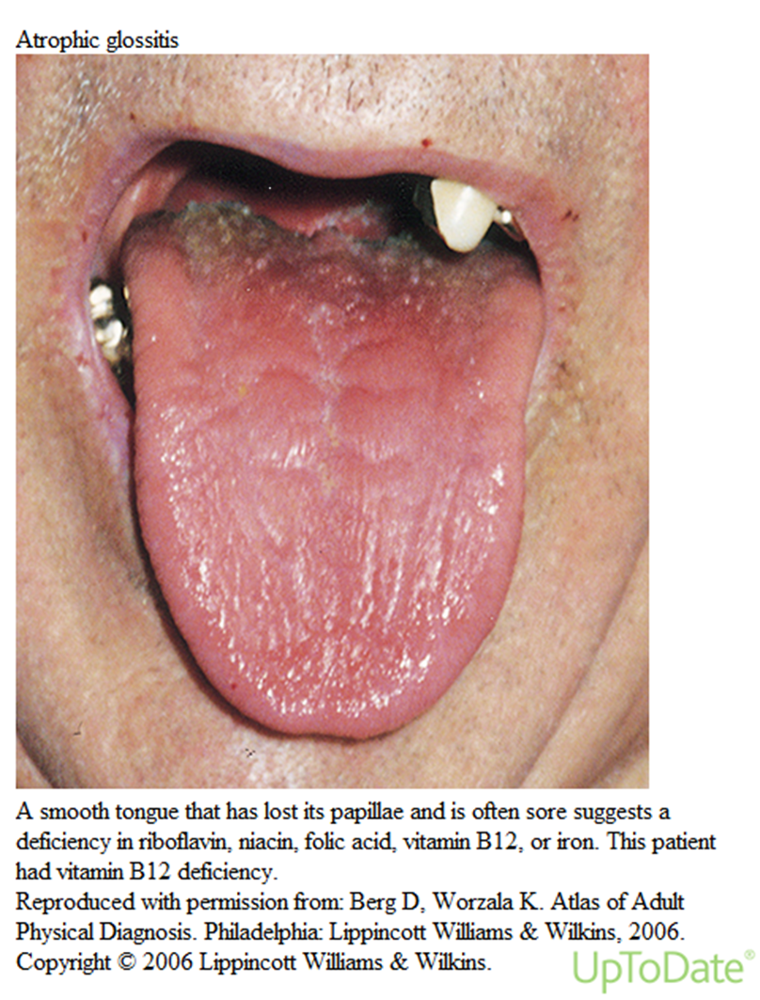 Atrophic glossitis
A smooth tongue that has lost its papillae and is often sore suggests a
deficiency in riboflavin, niacin, folic acid, vitamin B12, or iron. This patient
had vitamin B12 deficiency.
Reproduced with permission from: Berg D, Worzala K. Atlas of Adult
Physical Diagnosis. Philadelphia: Lippincott Williams & Wilkins, 2006.
Copyright © 2006 Lippincott Williams & Wilkins.
UpToDate®